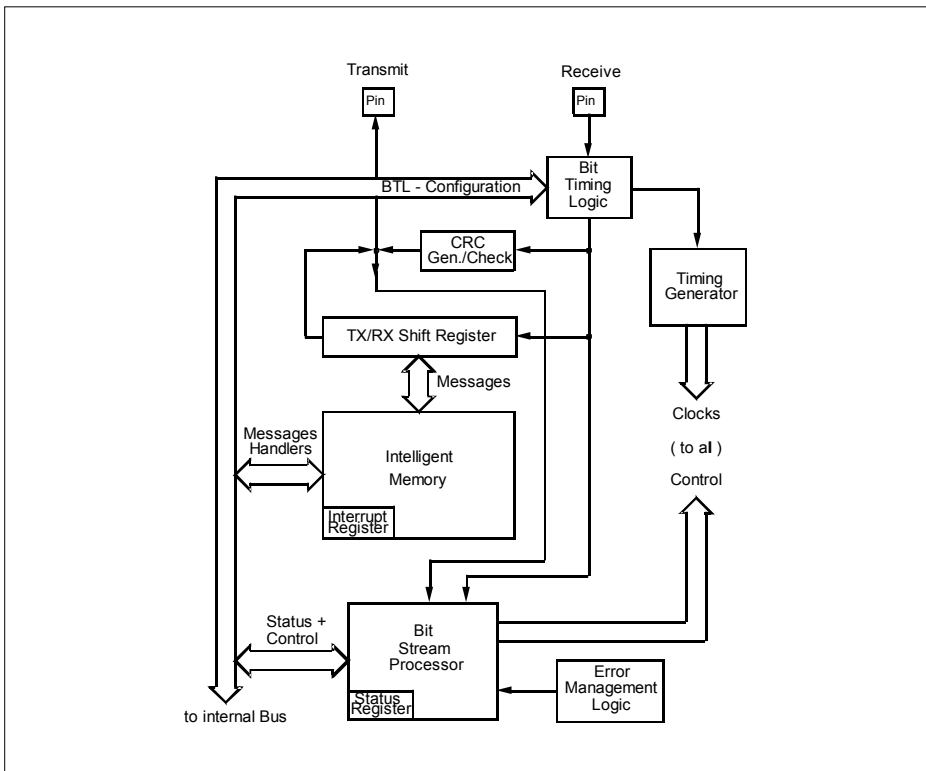 Transmit
Receive
Pin
Pin
Bit
Timing
Logic
BTL - Configuration
CRC
Gen./Check
Timing
Generator
TX/RX Shift Register
Messages
Clocks
( to all )
Control
Messages
Handlers
Intelligent
Memory
Interrupt
Register
Status +
Control
Bit
Stream
Processor
Status
Register
Error
Management
Logic
to internal Bus